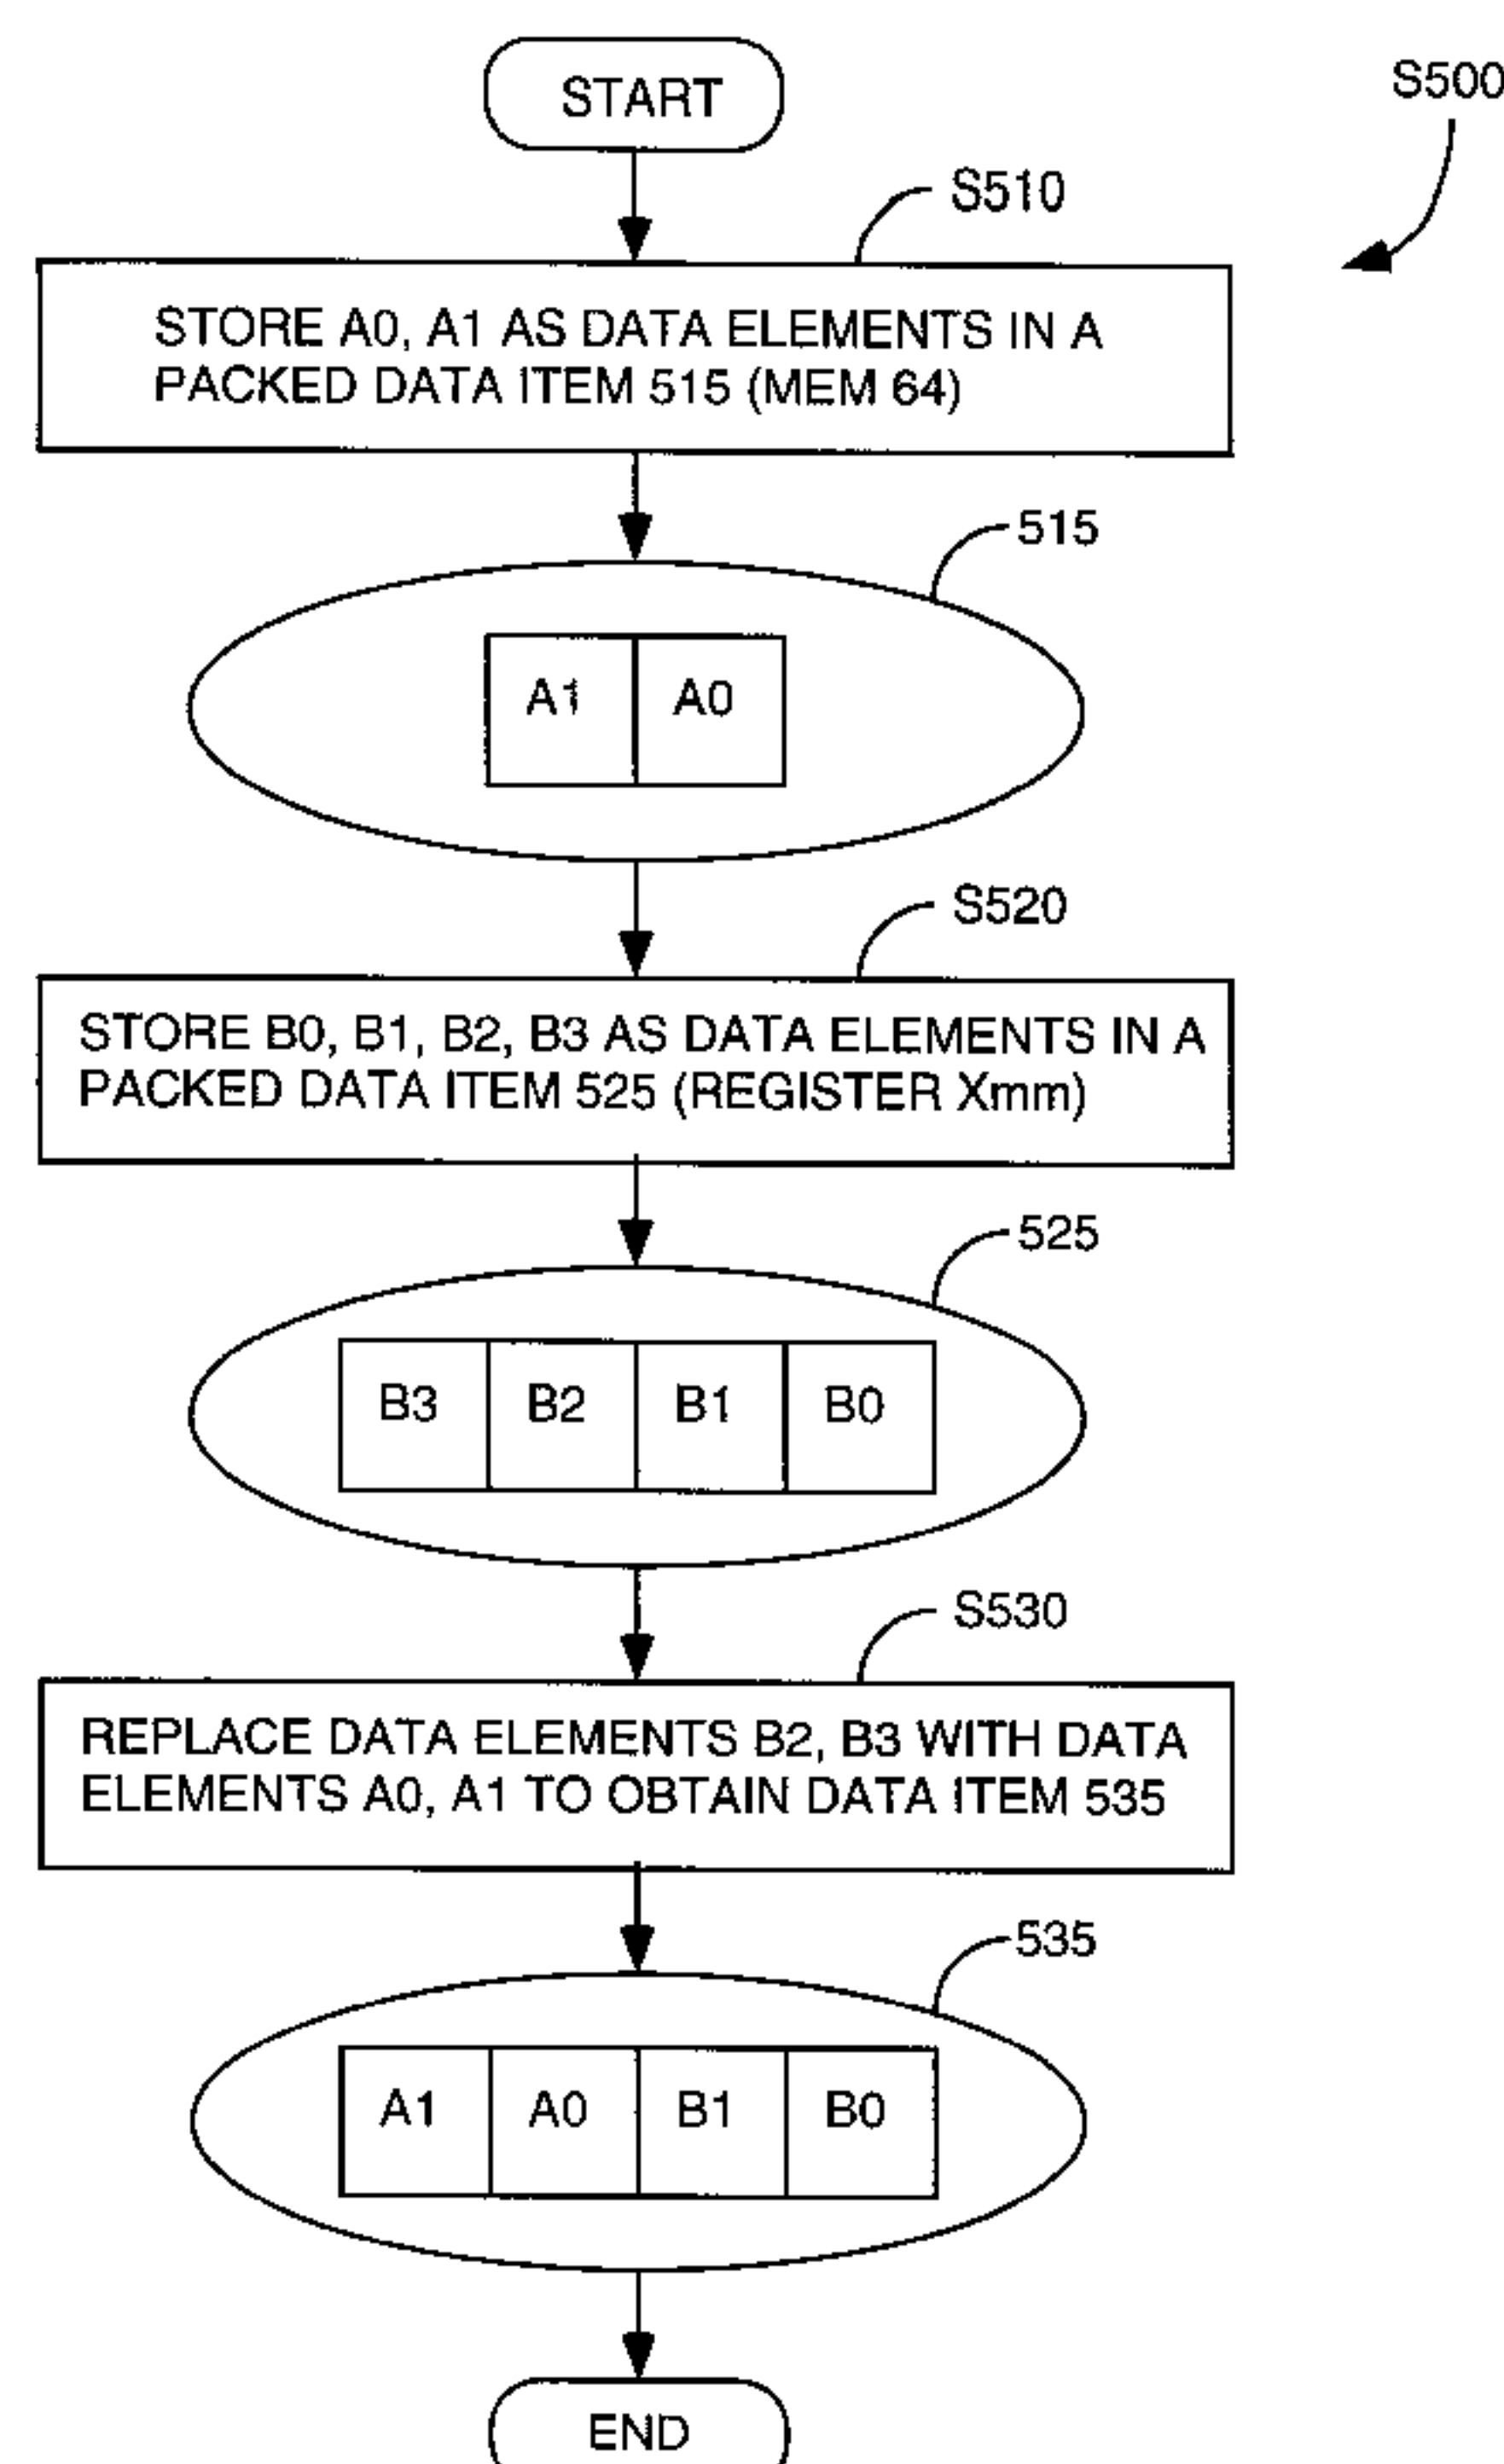 START
S500
S510
STORE A0, A1 AS DATA ELEMENTS IN A
PACKED DATA ITEM 515 (MEM 64)
515
A1 A0
S520
STORE B0, B1, B2, B3 AS DATA ELEMENTS IN A
PACKED DATA ITEM 525 (REGISTER Xmm)
525
B3 B2 B1 B0
S530
REPLACE DATA ELEMENTS B2, B3 WITH DATA
ELEMENTS A0, A1 TO OBTAIN DATA ITEM 535
535
A1 A0 B1 B0
END